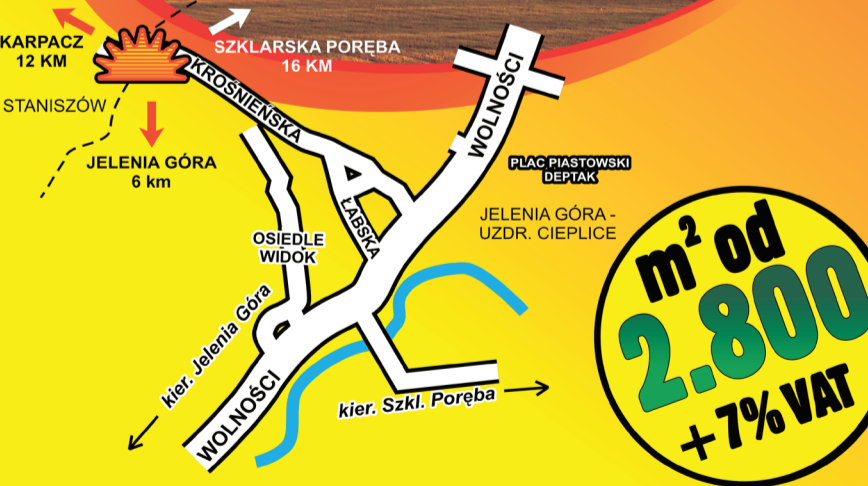 KARPACZ
12 KM
SZKLARSKA PORĘBA
16 KM
KROŚNIEŃSKA
STANISZÓW
JELENIA GÓRA
6 km
WOLNOŚCI
PLAC PIASTOWSKI
DEPTAK
ŁABSKA
JELENIA GÓRA -
UZDR. CIEPLICE
OSIEDLE
WIDOK
m² od
2.800
+7% VAT
kier. Jelenia Góra
kier. Szkl. Poręba
WOLNOŚCI